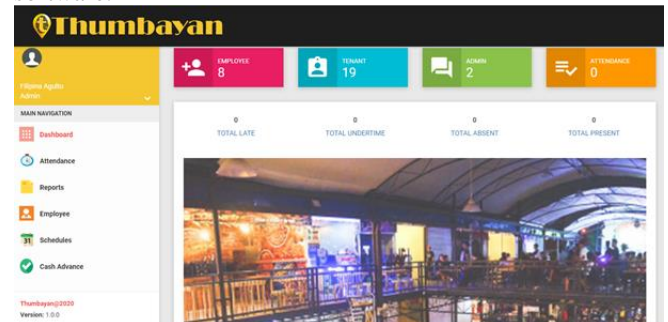 Thumbayan
EMPLOYEE
8
TENANT
19
ADMIN
2
ATTENDANCE
0
Filipina Agulto
Admin
MAIN NAVIGATION
Dashboard
Attendance
Reports
Employee
31 Schedules
Cash Advance
Thumbayan@2020
Version: 1.0.0
0
TOTAL LATE
0
TOTAL UNDERTIME
0
TOTAL ABSENT
0
TOTAL PRESENT